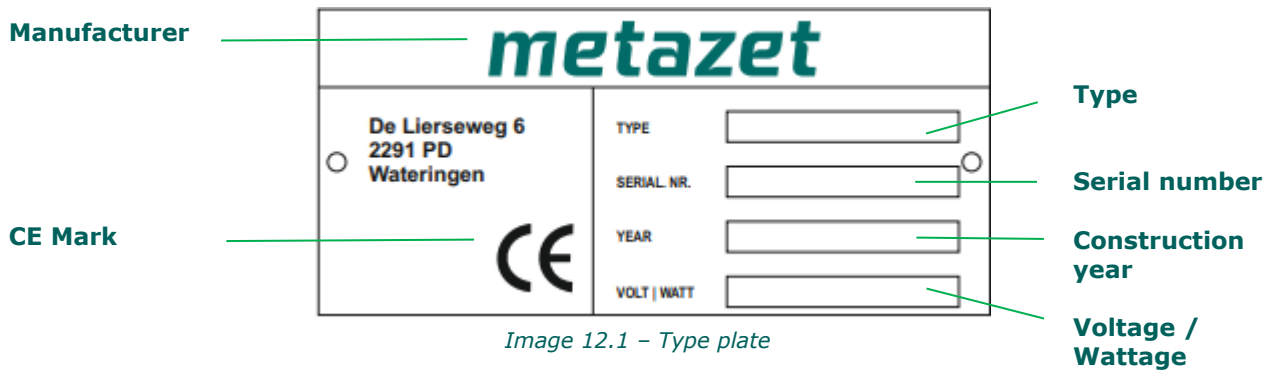 Manufacturer
metazet
De Lierseweg 6
2291 PD
Wateringen
CE Mark
CE
TYPE
SERIAL. NR.
YEAR
VOLT | WATT
Type
Serial number
Construction
year
Voltage /
Wattage
Image 12.1 – Type plate